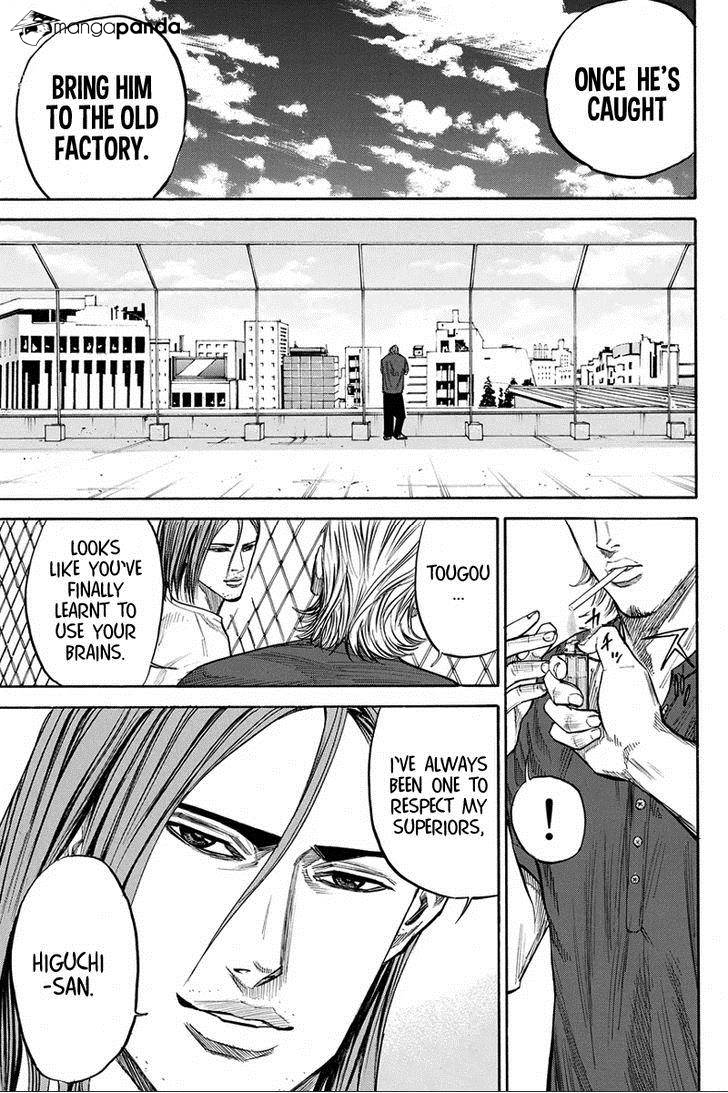 mangapanda
ONCE HE'S
CAUGHT
BRING HIM
TO THE OLD
FACTORY.
!
TOUGOU
...
LOOKS
LIKE YOU'VE
FINALLY
LEARNT TO
USE YOUR
BRAINS.
I'VE ALWAYS
BEEN ONE TO
RESPECT MY
SUPERIORS,
HIGUCHI
-SAN.